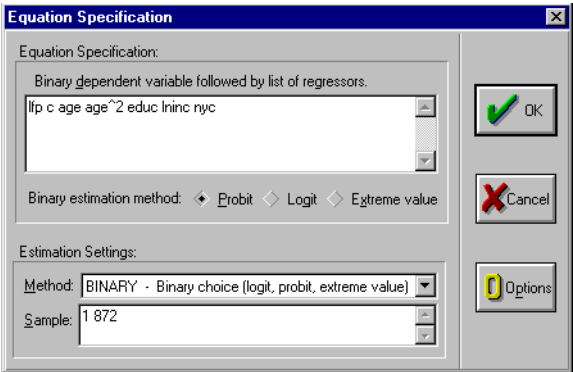 Equation Specification
Equation Specification:
Binary dependent variable followed by list of regressors.
lfp c age age^2 educ lninc nyc
Binary estimation method: Probit Logit Extreme value
OK
Cancel
Options
Estimation Settings:
Method: BINARY - Binary choice (logit, probit, extreme value)
Sample: 1 872